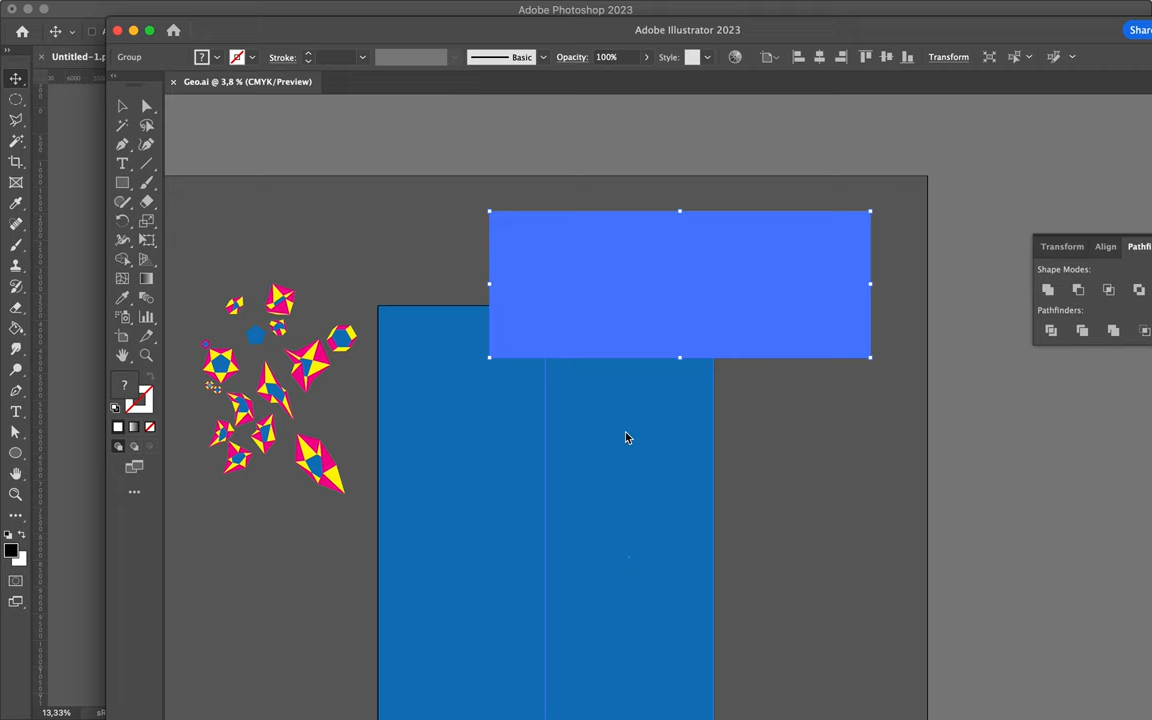 Adobe Photoshop 2023
Adobe Illustrator 2023
Share
Untitled-1.p
Group
?
Stroke:
Basic
Opacity:
100%
Style:
Transform
Geo.ai @ 3,8 % (CMYK/Preview)
Transform
Align
Pathfi
Shape Modes:
Pathfinders:
?
13,33%